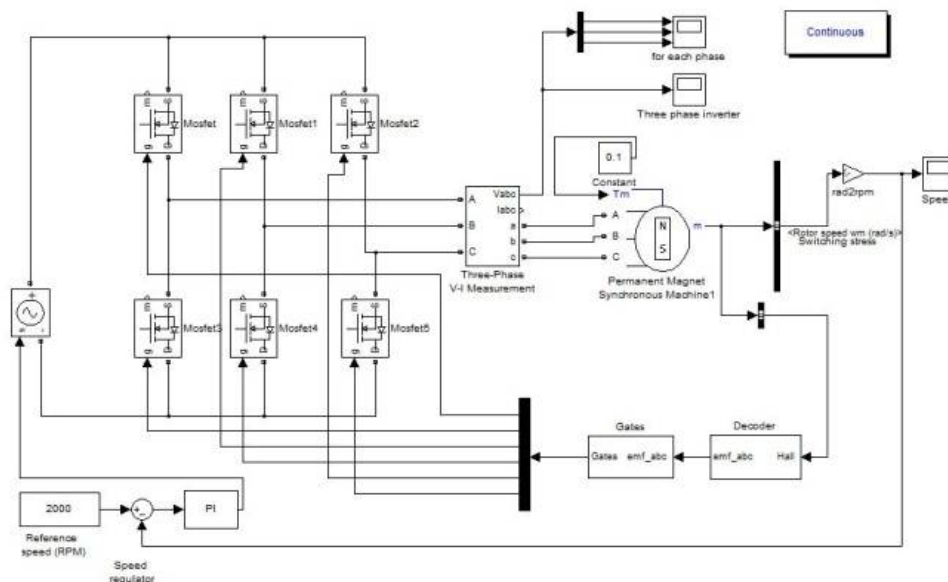 Continuous
for each phase
Three phase inverter
m
s
Mosfet
g
D
m
s
Mosfet1
g
D
m
s
Mosfet2
g
D
0.1
Constant
Tm
rad2rpm
Speed
A
B
C
Vabc
Iabc
a
b
c
A
B
C
N
S
m
<Rotor speed wm (rad/s)>
Switching stress
Three-Phase
V-I Measurement
Permanent Magnet
Synchronous Machine1
m
s
Mosfet3
g
D
m
s
Mosfet4
g
D
m
s
Mosfet5
g
D
+
Gates
Gates
emf_abc
Decoder
emf_abc
Hall
2000
PI
Reference
speed (RPM)
Speed
regulator